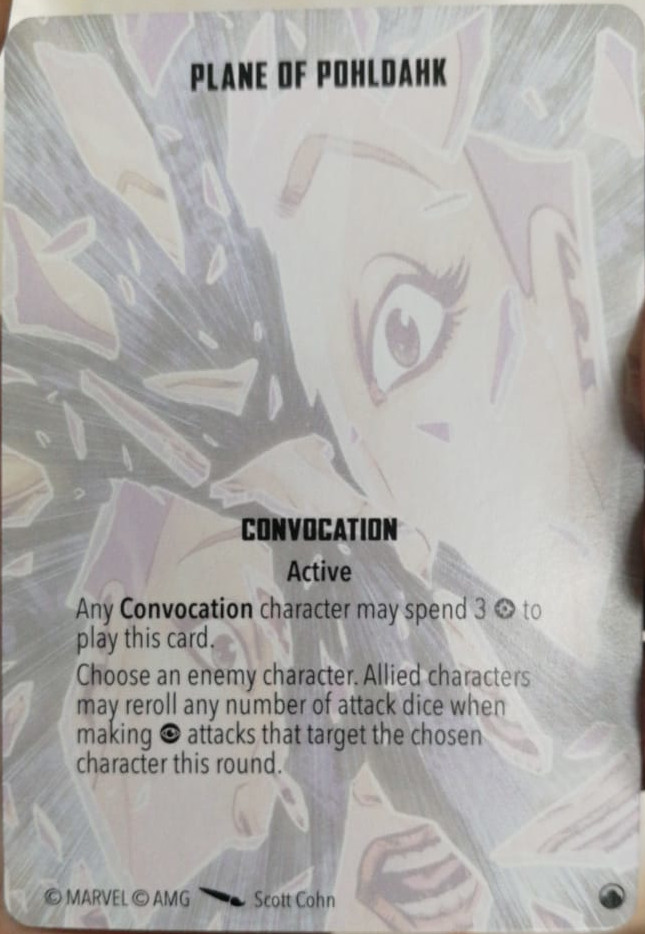 PLANE OF POHLDAHK
CONVOCATION
Active
Any Convocation character may spend 3 to
play this card.
Choose an enemy character. Allied characters
may reroll any number of attack dice when
making attacks that target the chosen
character this round.
© MARVEL © AMG Scott Cohn